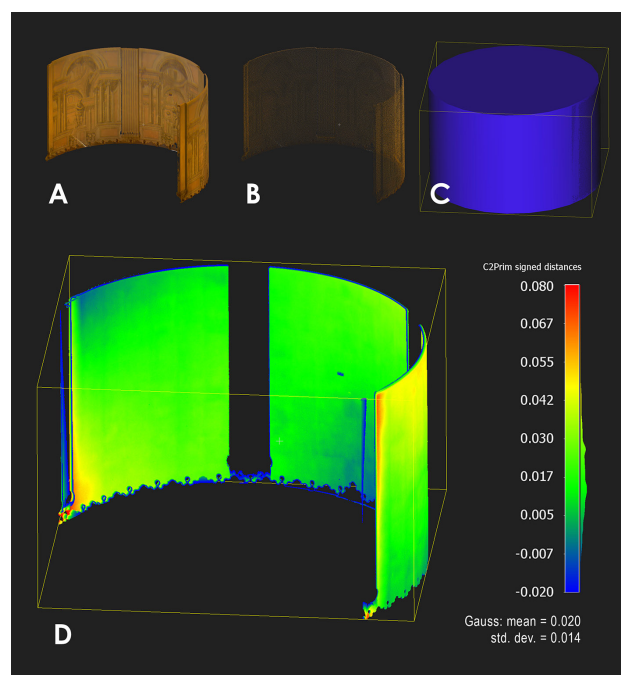 A
B
C
C2Prim signed distances
0.080
0.067
0.055
0.042
0.030
0.017
0.005
-0.007
-0.020
Gauss: mean = 0.020
std. dev. = 0.014
D